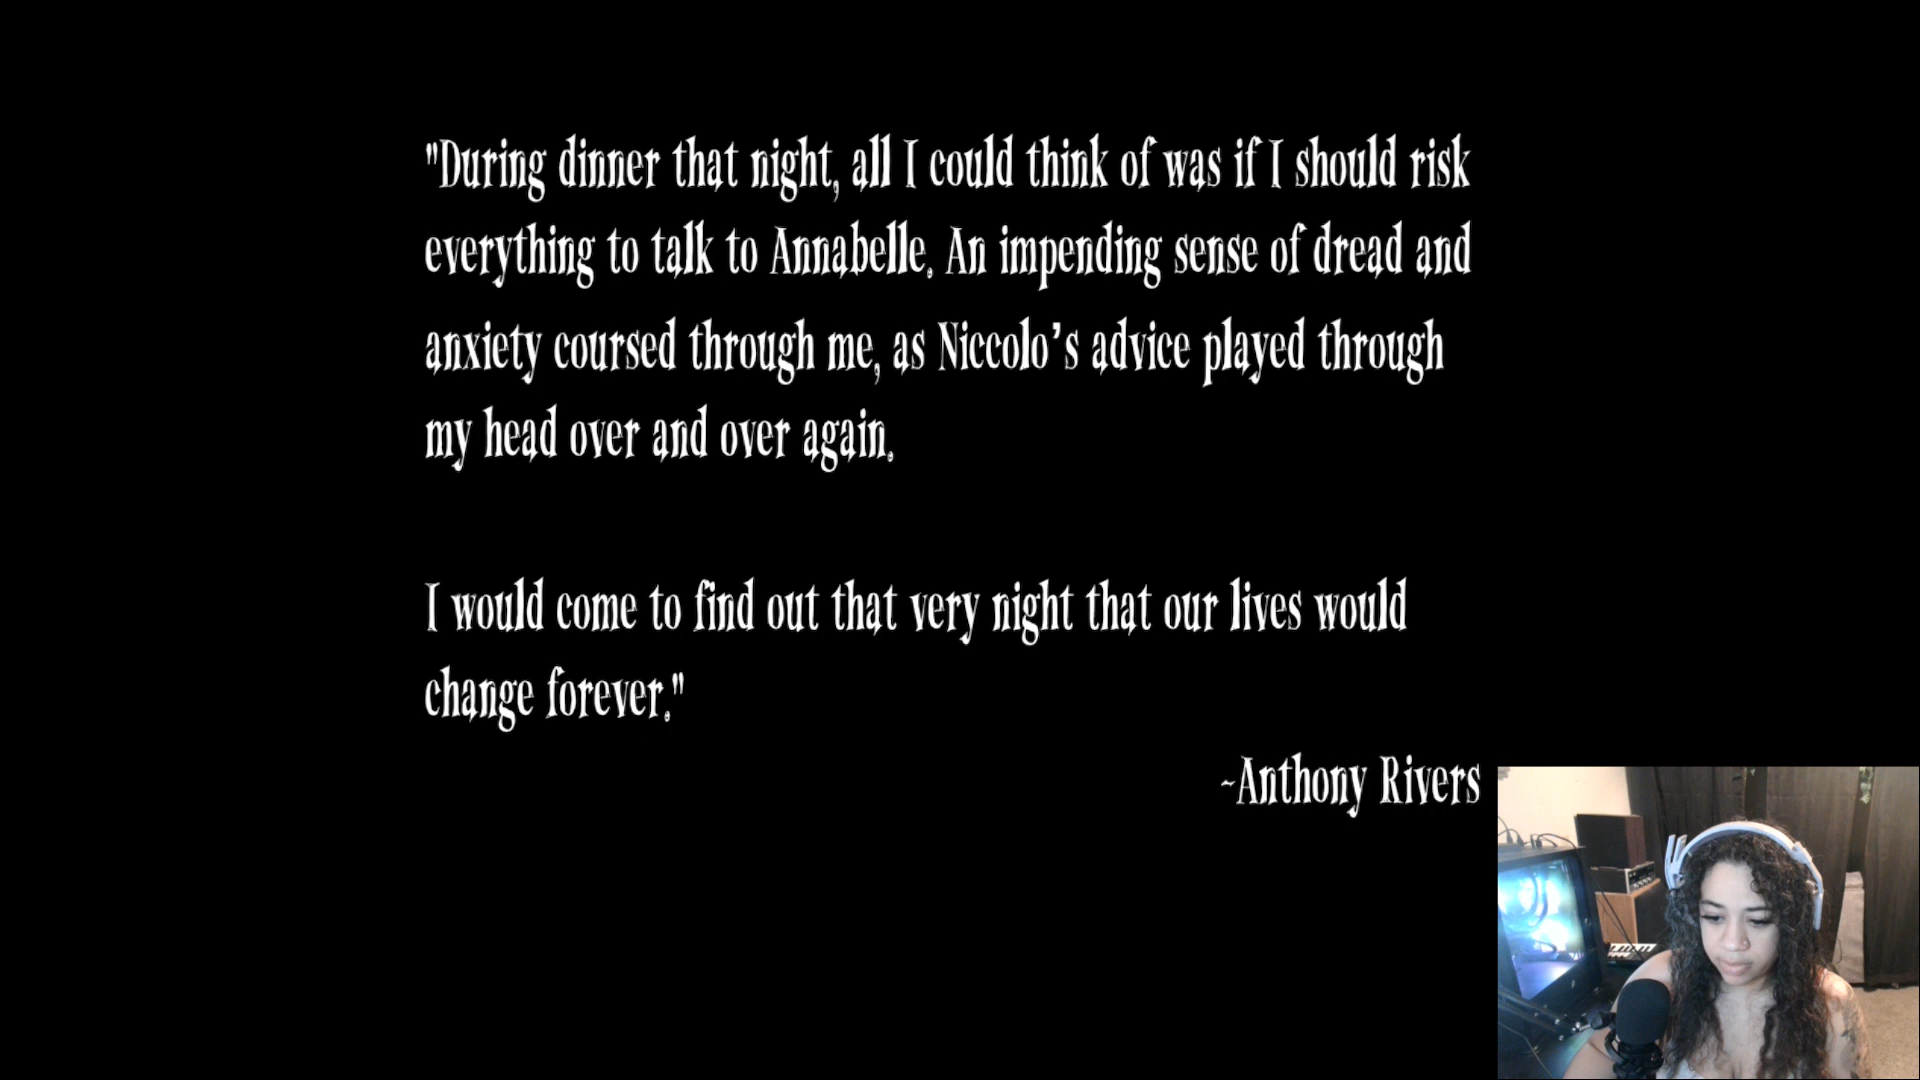 "During dinner that night, all I could think of was if I should risk
everything to talk to Annabelle. An impending sense of dread and
anxiety coursed through me, as Niccolo's advice played through
my head over and over again.
I would come to find out that very night that our lives would
change forever."
~Anthony Rivers